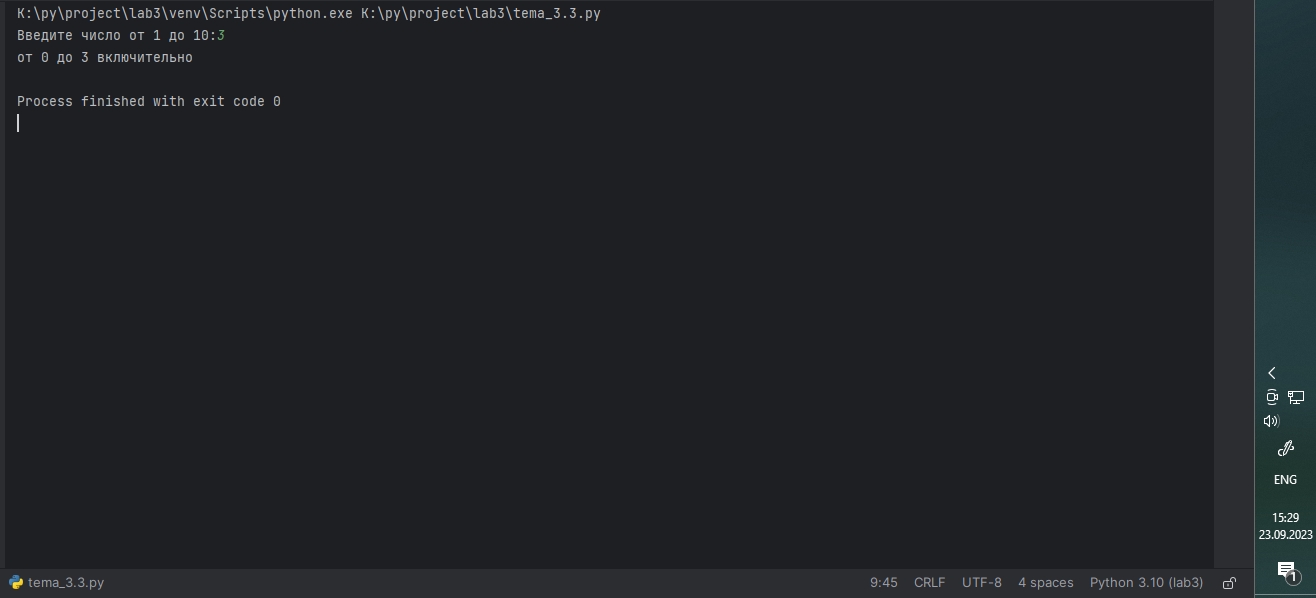 K:\py\project\lab3\venv\Scripts\python.exe K:\py\project\lab3\tema_3.3.py
Введите число от 1 до 10:3
от 0 до 3 включительно
Process finished with exit code 0
ENG
15:29
23.09.2023
1
tema_3.3.py 9:45 CRLF UTF-8 4 spaces Python 3.10 (lab3)